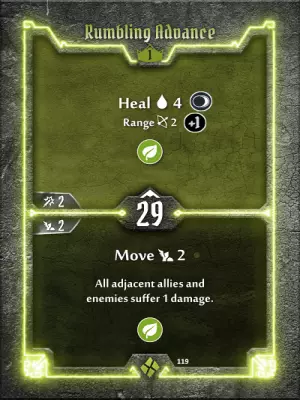 Rumbling Advance
1
Heal 4
Range 2 +1
2
29
2
Move 2
All adjacent allies and
enemies suffer 1 damage.
119